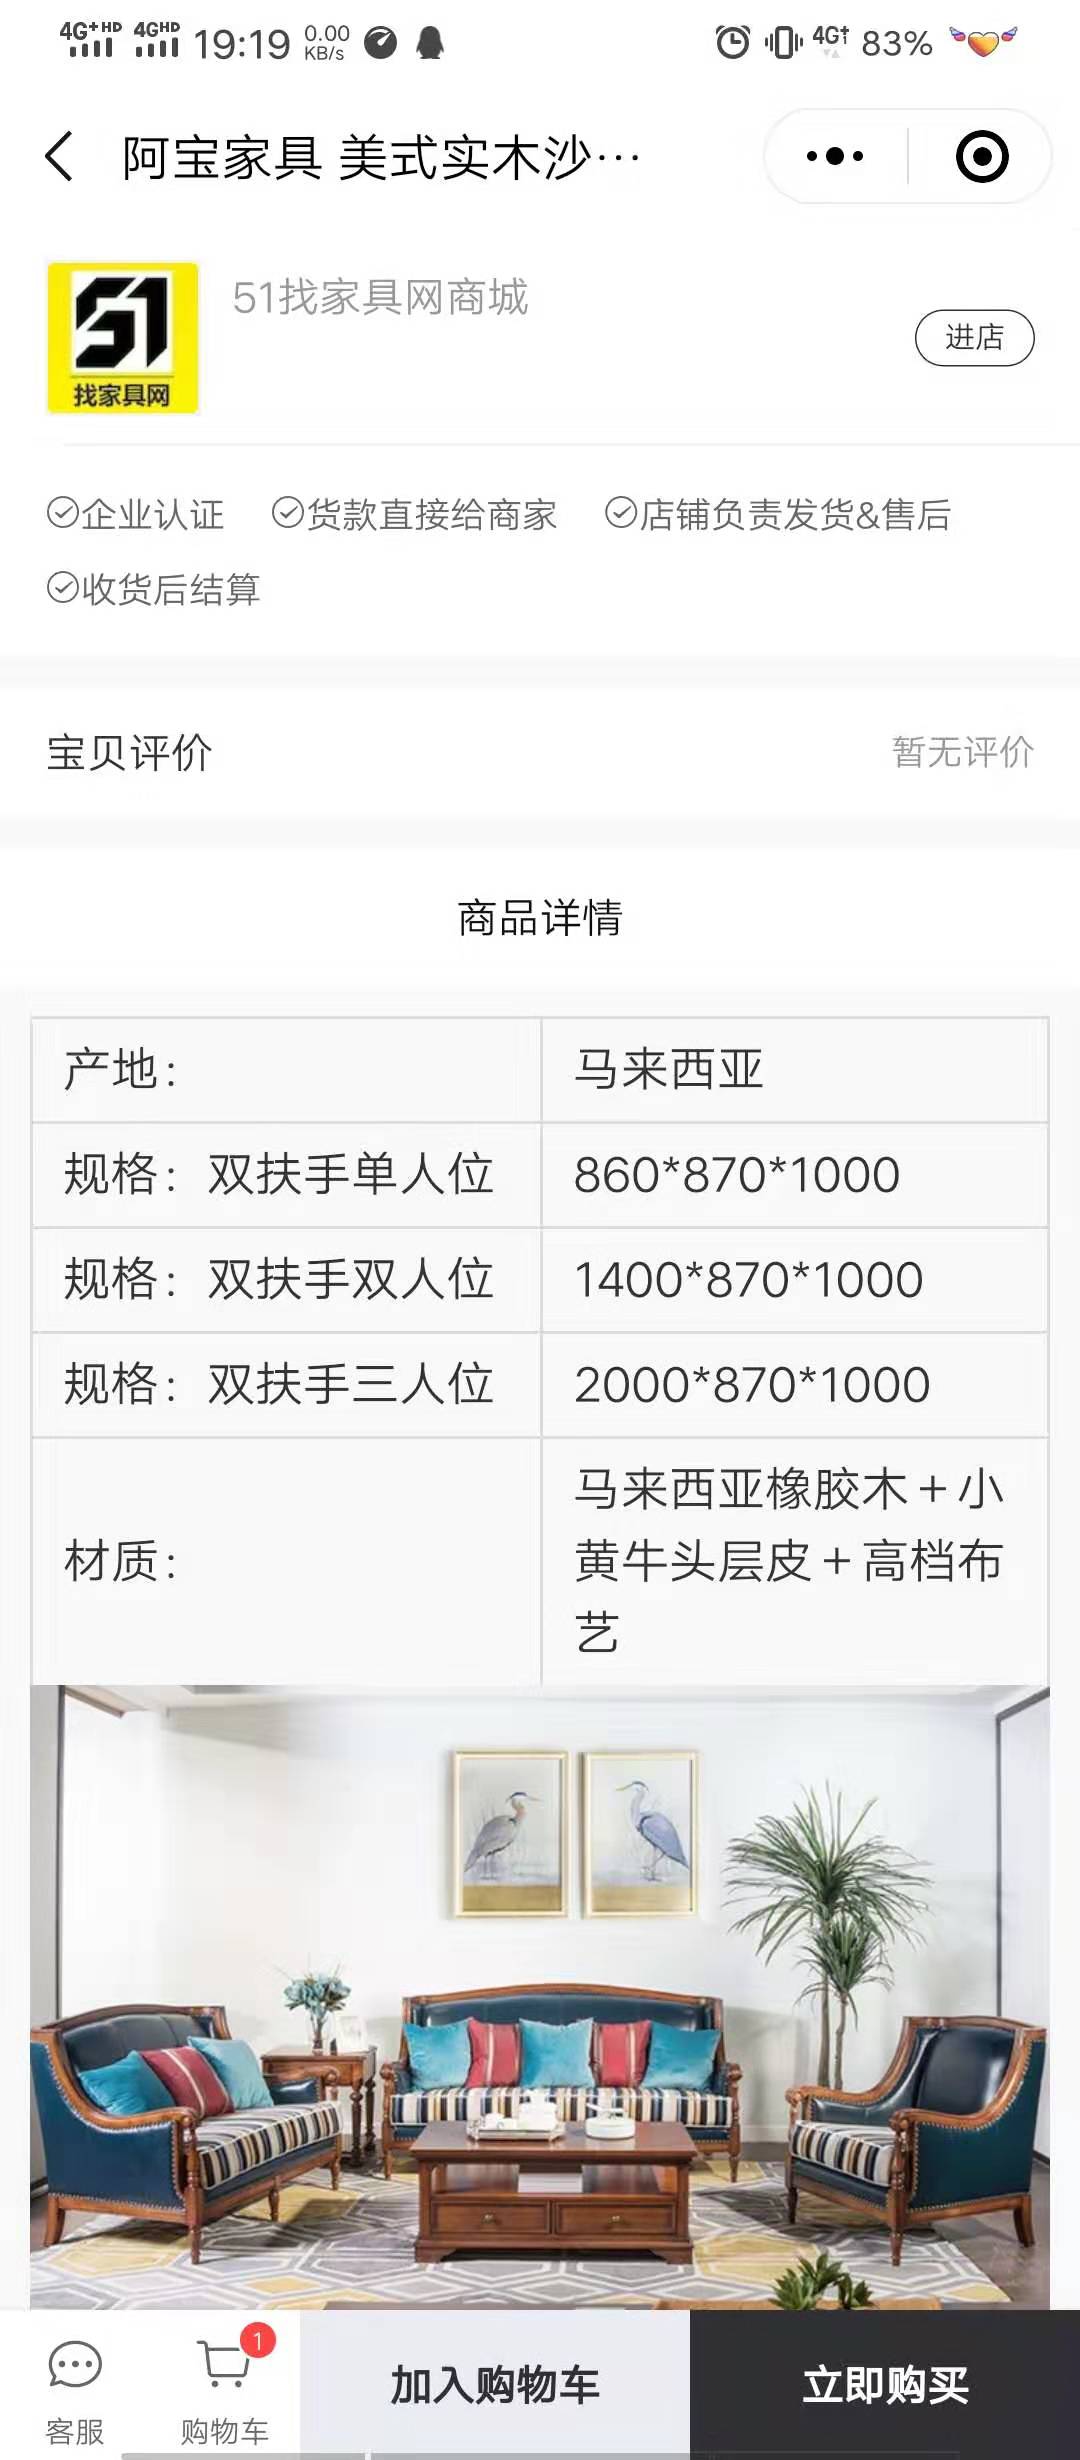 4G+HD 4GHD 19:19 0.00 KB/s 4G+ 83%
阿宝家具 美式实木沙…
51找家具网商城
进店
51
找家具网
企业认证 货款直接给商家 店铺负责发货&售后
收货后结算
宝贝评价 暂无评价
商品详情
产地： 马来西亚
规格：双扶手单人位 860*870*1000
规格：双扶手双人位 1400*870*1000
规格：双扶手三人位 2000*870*1000
材质： 马来西亚橡胶木＋小
黄牛头层皮＋高档布
艺
1
客服 购物车 加入购物车 立即购买